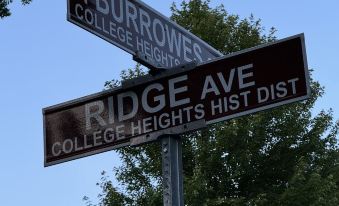 BURROWES
COLLEGE HEIGHTS
RIDGE AVE
COLLEGE HEIGHTS HIST DIST